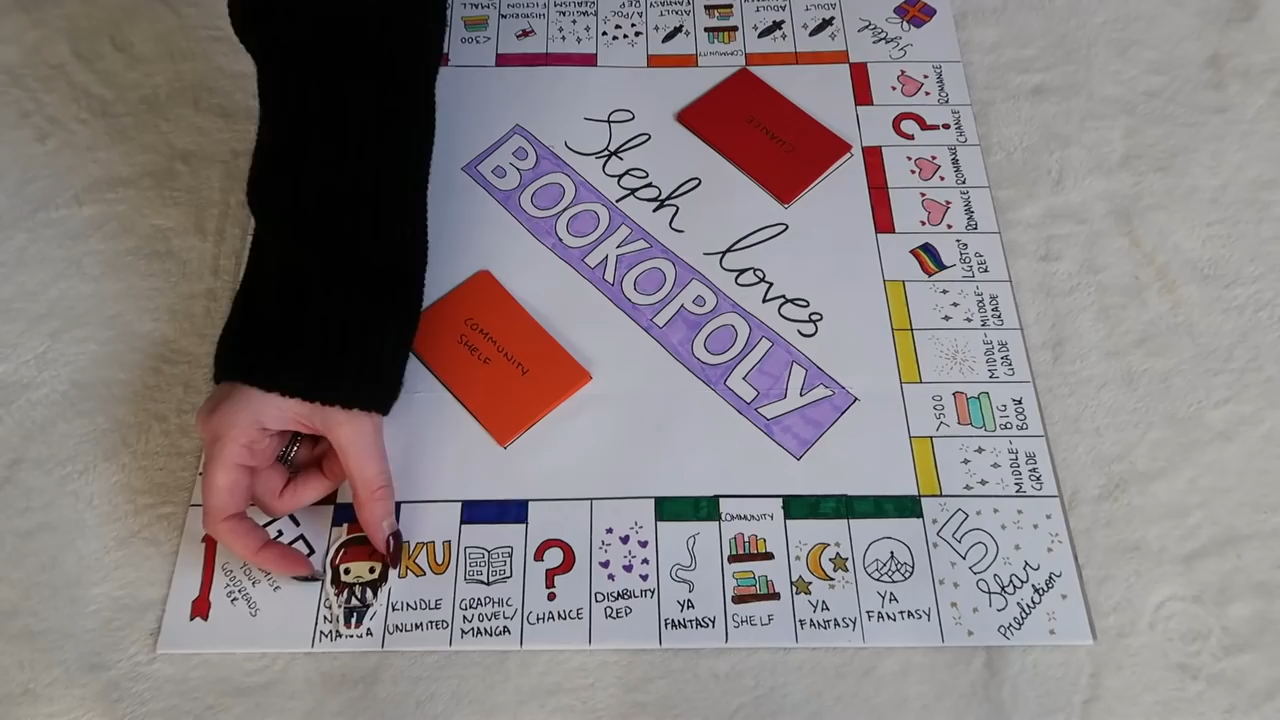 <300
SMALL
HISTORICAL
FICTION
MAGICAL
REALISM
ADULT
FANTASY
COMMUNITY
ADULT
FANTASY
ADULT
Gifted
CHANCE
Steph loves
BOOKOPOLY
COMMUNITY
SHELF
ROMANCE
CHANCE
?
ROMANCE
ROMANCE
LGBTQ+
REP
MIDDLE-
GRADE
MIDDLE-
GRADE
>500
BIG
BOOK
MIDDLE-
GRADE
YOUR
GOODREADS
MANGA
KU
KINDLE
UNLIMITED
GRAPHIC
NOVEL/
MANGA
?
CHANCE
DISABILITY
REP
YA
FANTASY
COMMUNITY
SHELF
YA
FANTASY
YA
FANTASY
5
Star
Prediction